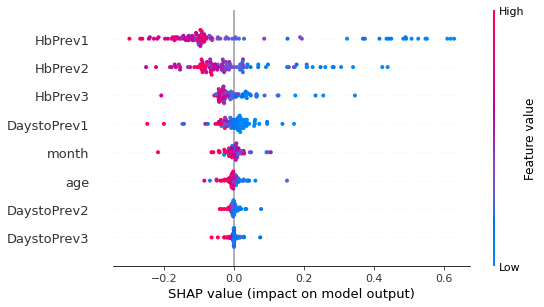 High
HbPrev1
HbPrev2
HbPrev3
DaystoPrev1
month
age
DaystoPrev2
DaystoPrev3
Feature value
Low
−0.2 0.0 0.2 0.4 0.6
SHAP value (impact on model output)